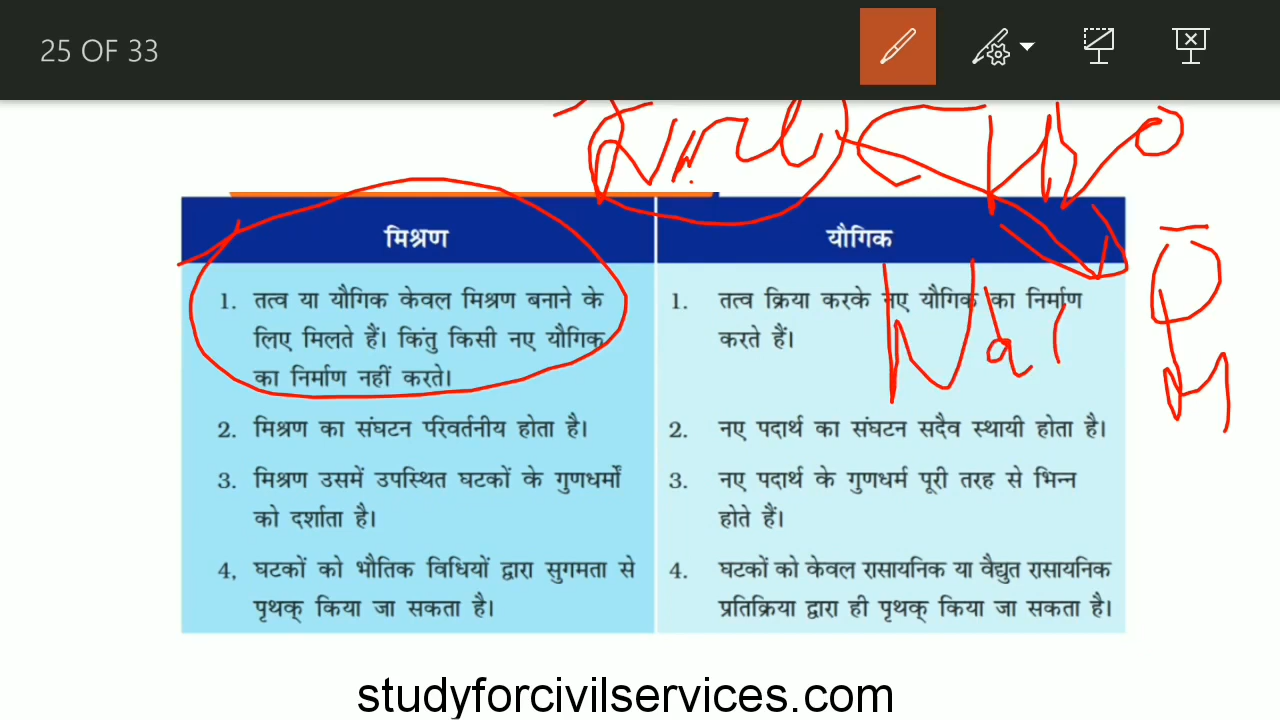 25 OF 33
मिश्रण
यौगिक
1. तत्व या यौगिक केवल मिश्रण बनाने के
लिए मिलते हैं। किंतु किसी नए यौगिक
का निर्माण नहीं करते।
2. मिश्रण का संघटन परिवर्तनीय होता है।
3. मिश्रण उसमें उपस्थित घटकों के गुणधर्मों
को दर्शाता है।
4, घटकों को भौतिक विधियों द्वारा सुगमता से
पृथक् किया जा सकता है।
1. तत्व क्रिया करके नए यौगिक का निर्माण
करते हैं।
2. नए पदार्थ का संघटन सदैव स्थायी होता है।
3. नए पदार्थ के गुणधर्म पूरी तरह से भिन्न
होते हैं।
4. घटकों को केवल रासायनिक या वैद्युत रासायनिक
प्रतिक्रिया द्वारा ही पृथक् किया जा सकता है।
studyforcivilservices.com